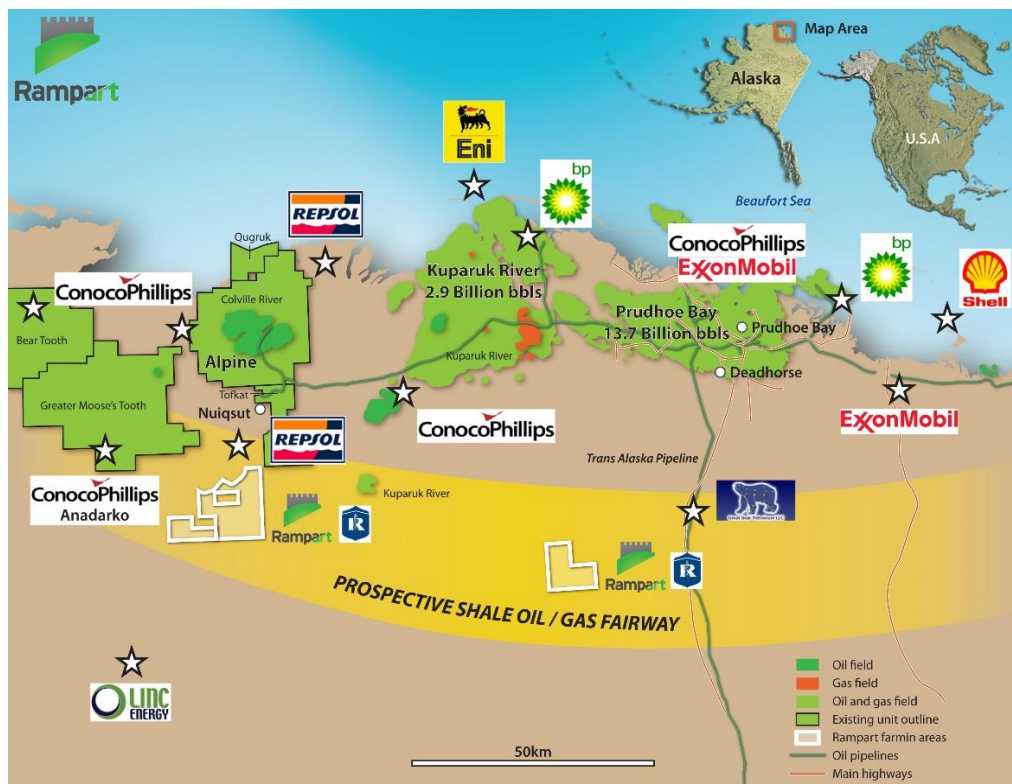 Rampart
Map Area
Alaska
U.S.A
Beaufort Sea
Eni
bp
REPSOL
Qugruk
ConocoPhillips
ExxonMobil
bp
Shell
ConocoPhillips
Colville River
Kuparuk River
2.9 Billion bbls
Prudhoe Bay
13.7 Billion bbls
Prudhoe Bay
Bear Tooth
Alpine
Kuparuk River
Deadhorse
Greater Moose's Tooth
Tofkat
Nuiqsut
ConocoPhillips
ExxonMobil
REPSOL
Trans Alaska Pipeline
ConocoPhillips
Anadarko
Kuparuk River
Great Bear Petroleum LLC
Rampart
R
Rampart
R
PROSPECTIVE SHALE OIL / GAS FAIRWAY
LINC
ENERGY
50km
Oil field
Gas field
Oil and gas field
Existing unit outline
Rampart farmin areas
Oil pipelines
Main highways